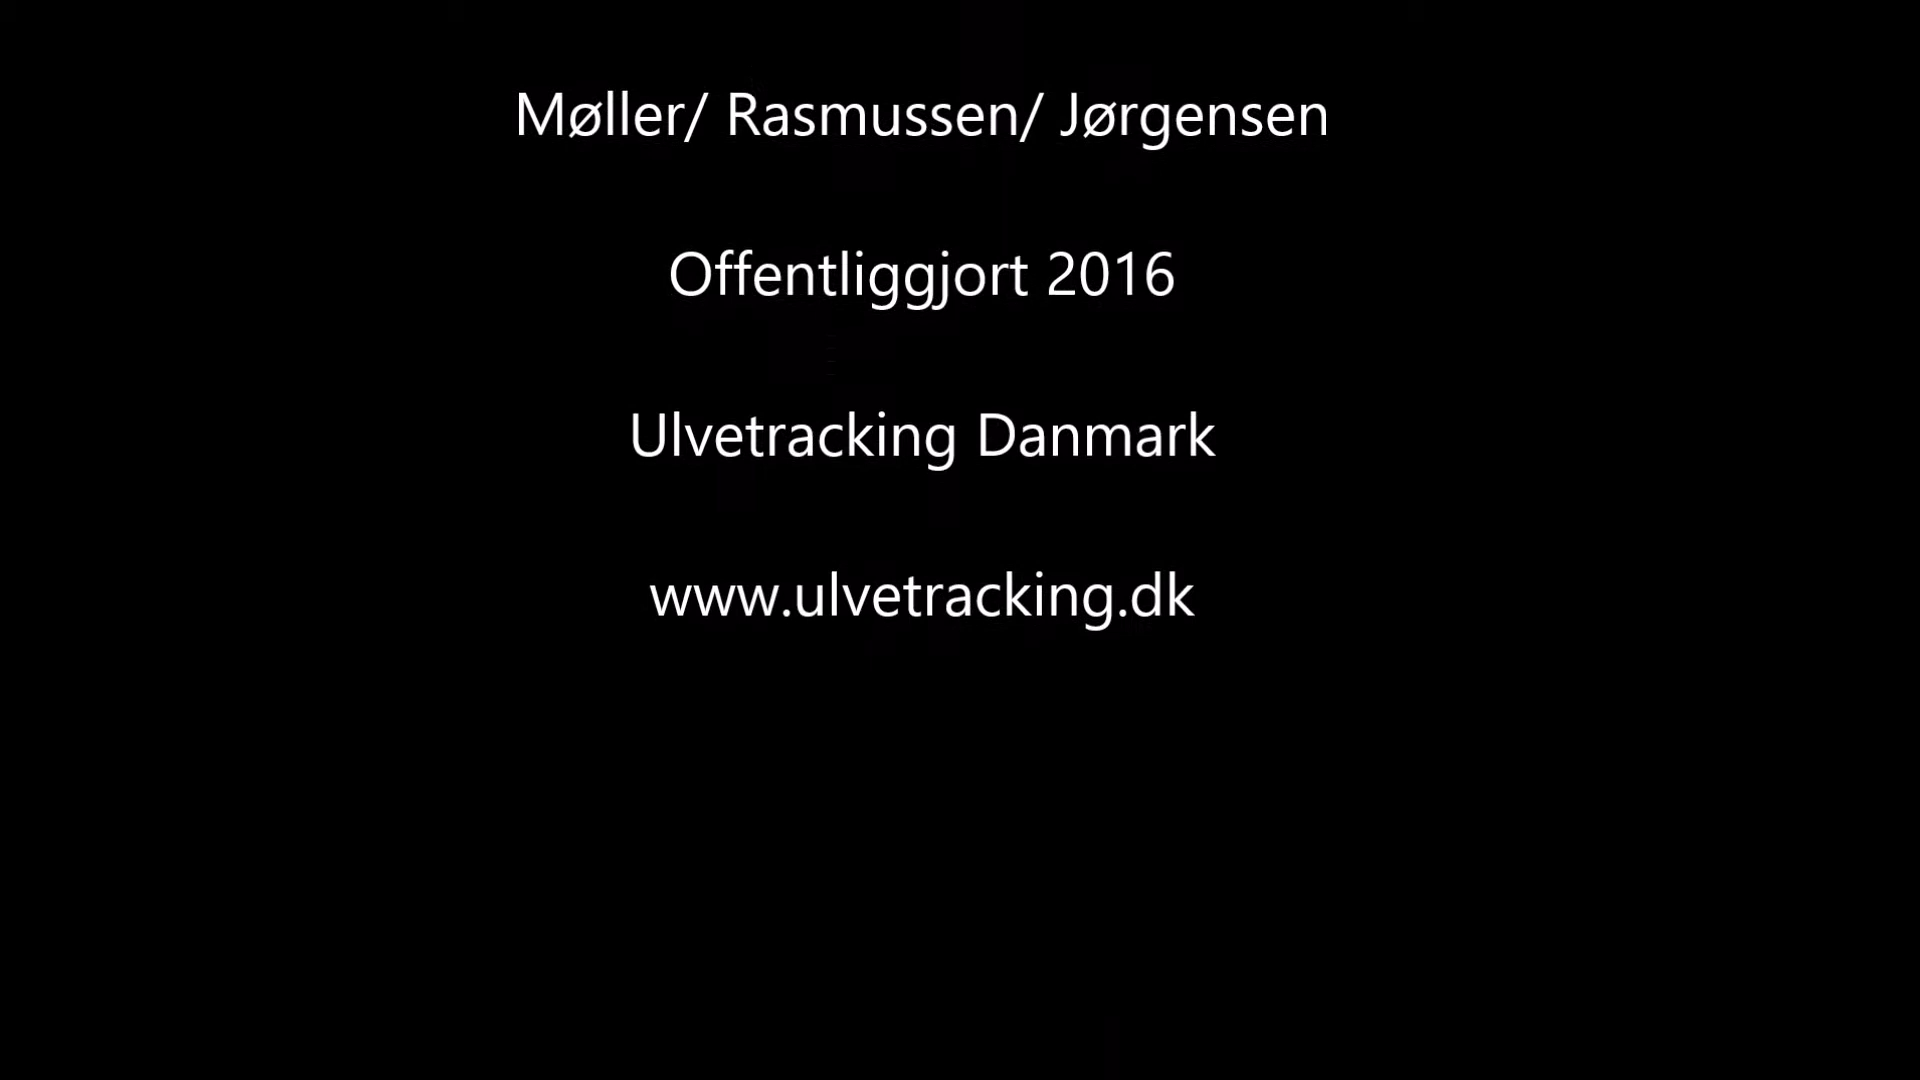 Møller/ Rasmussen/ Jørgensen
Offentliggjort 2016
Ulvetracking Danmark
www.ulvetracking.dk